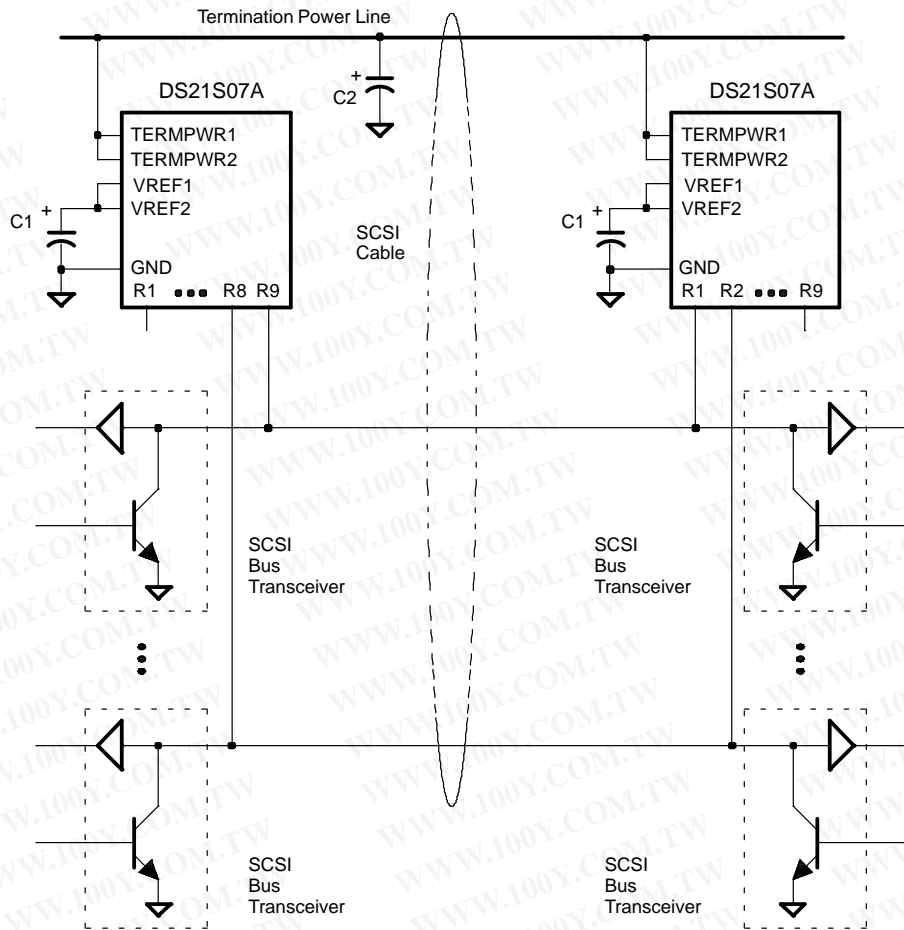 Termination Power Line
DS21S07A
+
C2
DS21S07A
TERMPWR1
TERMPWR2
VREF1
VREF2
GND
R1 R8 R9
+
C1
SCSI
Cable
TERMPWR1
TERMPWR2
VREF1
VREF2
GND
R1 R2 R9
+
C1
SCSI
Bus
Transceiver
SCSI
Bus
Transceiver
SCSI
Bus
Transceiver
SCSI
Bus
Transceiver
WWW.100Y.COM.TW